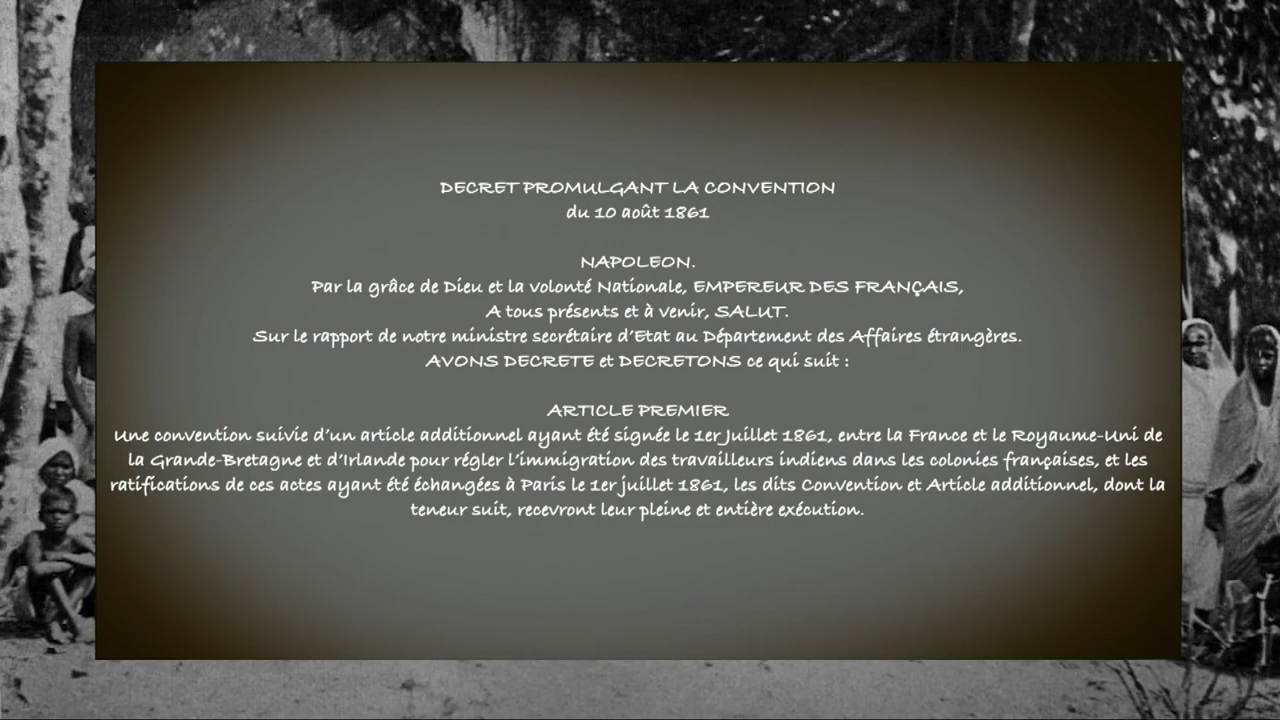 DECRET PROMULGANT LA CONVENTION
du 10 août 1861
NAPOLEON.
Par la grâce de Dieu et la volonté Nationale, EMPEREUR DES FRANÇAIS,
A tous présents et à venir, SALUT.
Sur le rapport de notre ministre secrétaire d'Etat au Département des Affaires étrangères.
AVONS DECRETE et DECRETONS ce qui suit :
ARTICLE PREMIER
Une convention suivie d'un article additionnel ayant été signée le 1er Juillet 1861, entre la France et le Royaume-Uni de
la Grande-Bretagne et d'Irlande pour régler l'immigration des travailleurs indiens dans les colonies françaises, et les
ratifications de ces actes ayant été échangées à Paris le 1er juillet 1861, les dits Convention et Article additionnel, dont la
teneur suit, recevront leur pleine et entière exécution.